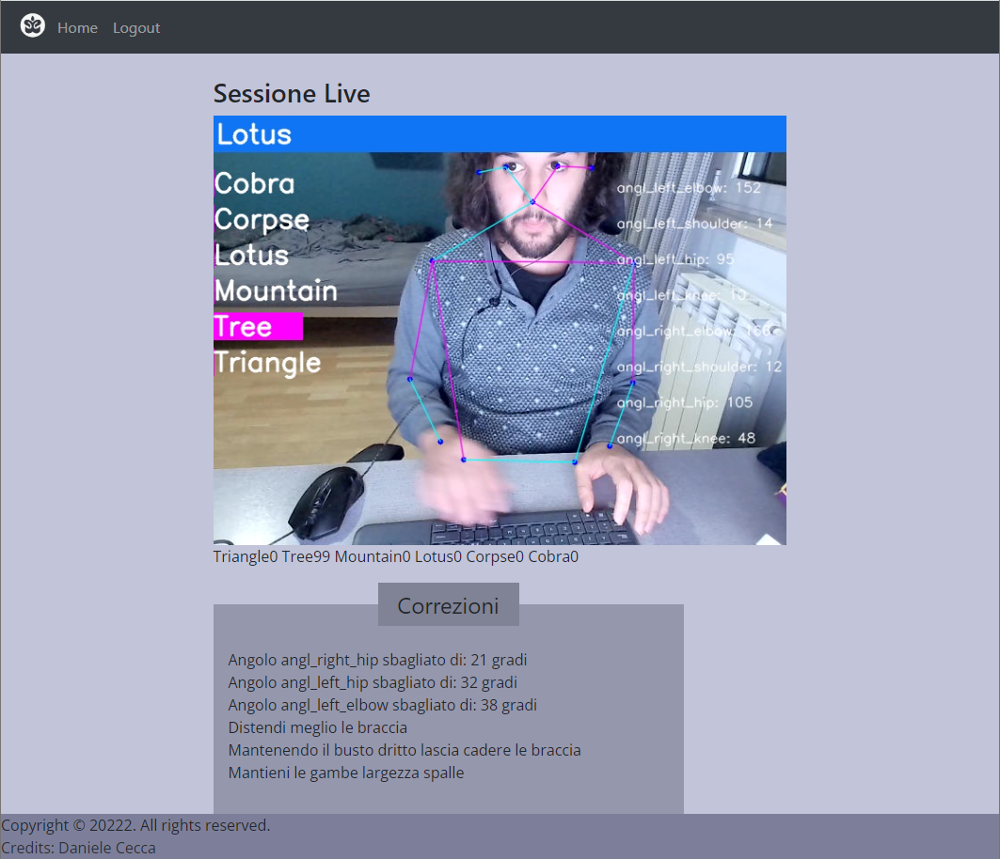 Home Logout
Sessione Live
Lotus
Cobra
Corpse
Lotus
Mountain
Tree
Triangle
angl_left_elbow: 152
angl_left_shoulder: 14
angl_left_hip: 95
angl_left_knee:
angl_right_elbow:
angl_right_shoulder: 12
angl_right_hip: 105
angl_right_knee: 48
Triangle0 Tree99 Mountain0 Lotus0 Corpse0 Cobra0
Correzioni
Angolo angl_right_hip sbagliato di: 21 gradi
Angolo angl_left_hip sbagliato di: 32 gradi
Angolo angl_left_elbow sbagliato di: 38 gradi
Distendi meglio le braccia
Mantenendo il busto dritto lascia cadere le braccia
Mantieni le gambe largezza spalle
Copyright © 20222. All rights reserved.
Credits: Daniele Cecca